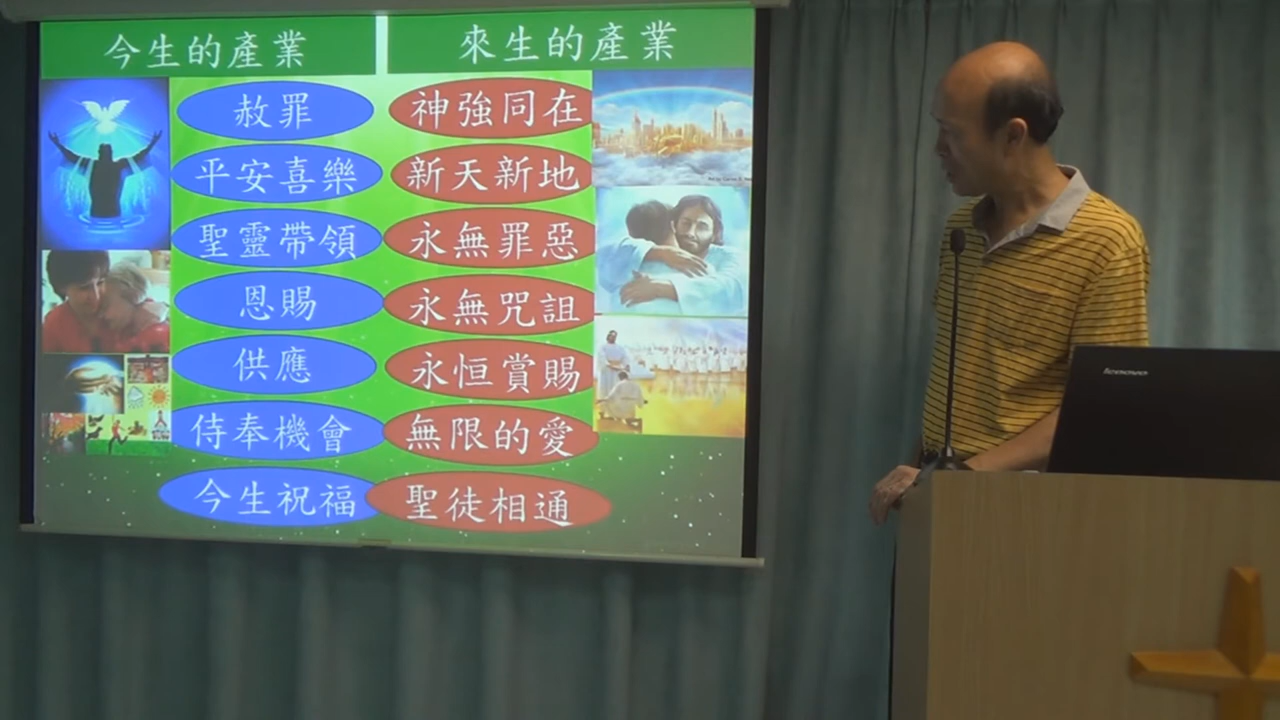 今生的產業
來生的產業
赦罪
神強同在
平安喜樂
新天新地
聖靈帶領
永無罪惡
恩賜
永無咒詛
供應
永恒賞賜
侍奉機會
無限的愛
今生祝福
聖徒相通
lenovo